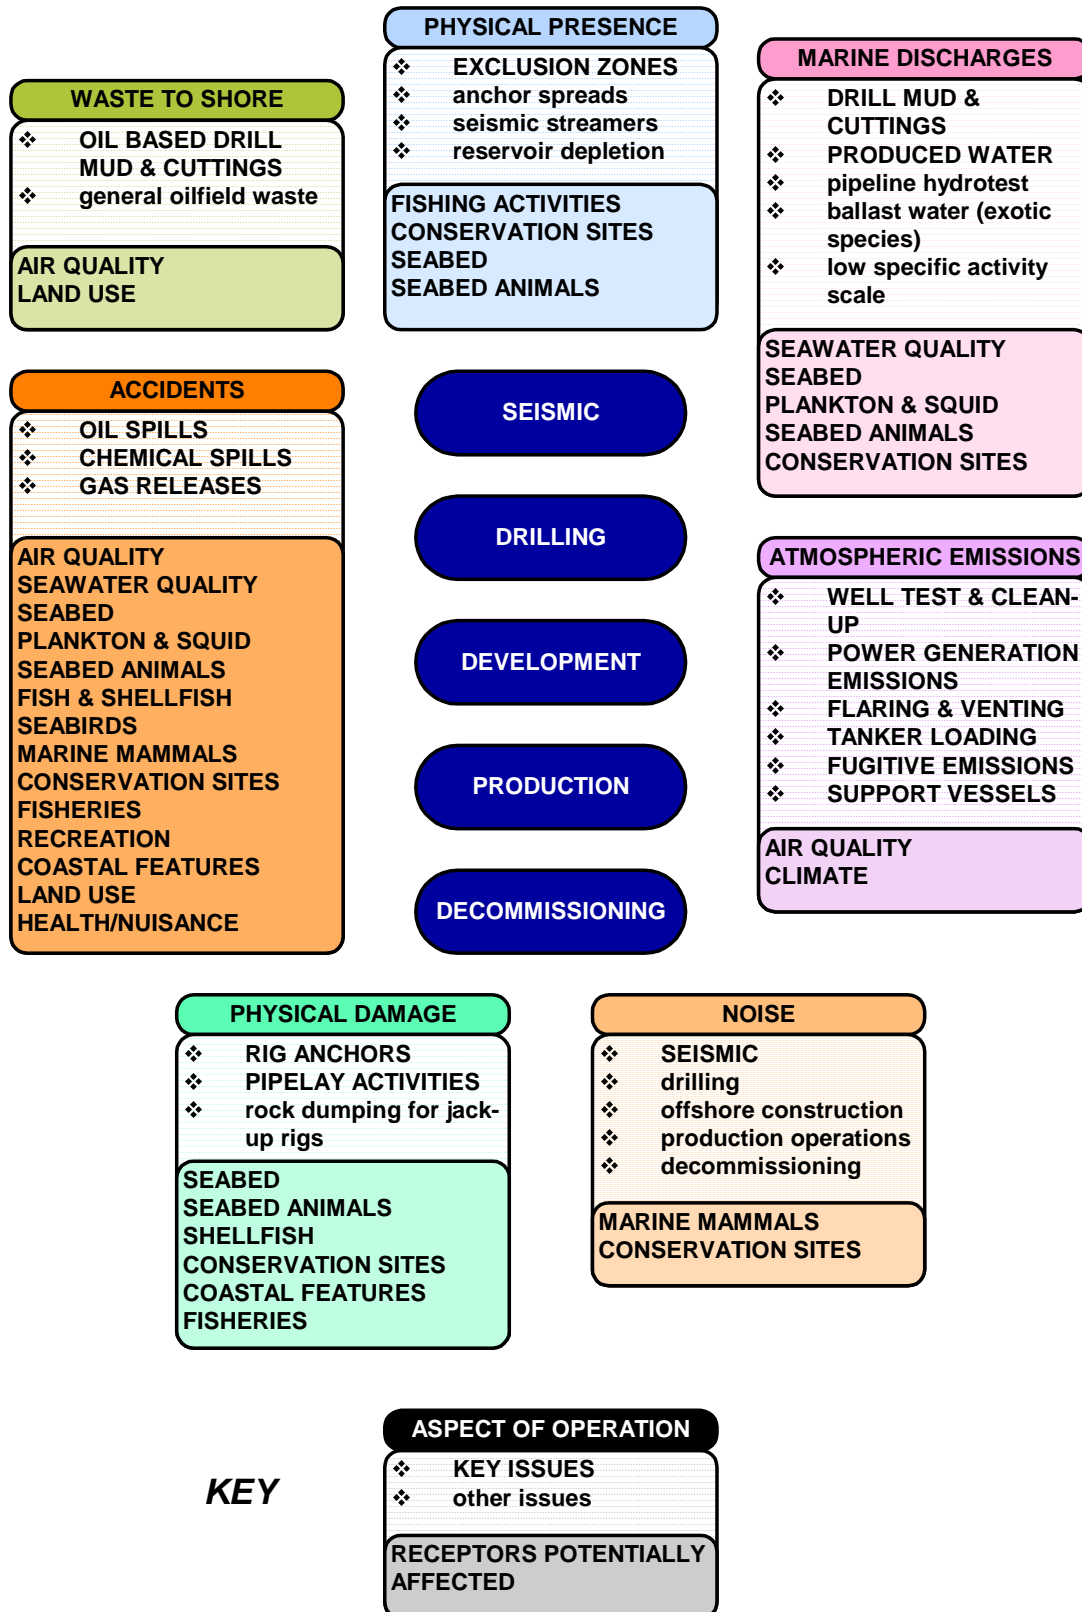 PHYSICAL PRESENCE
❖ EXCLUSION ZONES
❖ anchor spreads
❖ seismic streamers
❖ reservoir depletion
FISHING ACTIVITIES
CONSERVATION SITES
SEABED
SEABED ANIMALS
WASTE TO SHORE
❖ OIL BASED DRILL
MUD & CUTTINGS
❖ general oilfield waste
AIR QUALITY
LAND USE
MARINE DISCHARGES
❖ DRILL MUD &
CUTTINGS
❖ PRODUCED WATER
❖ pipeline hydrotest
❖ ballast water (exotic
species)
❖ low specific activity
scale
SEAWATER QUALITY
SEABED
PLANKTON & SQUID
SEABED ANIMALS
CONSERVATION SITES
ACCIDENTS
❖ OIL SPILLS
❖ CHEMICAL SPILLS
❖ GAS RELEASES
AIR QUALITY
SEAWATER QUALITY
SEABED
PLANKTON & SQUID
SEABED ANIMALS
FISH & SHELLFISH
SEABIRDS
MARINE MAMMALS
CONSERVATION SITES
FISHERIES
RECREATION
COASTAL FEATURES
LAND USE
HEALTH/NUISANCE
SEISMIC
DRILLING
DEVELOPMENT
PRODUCTION
DECOMMISSIONING
ATMOSPHERIC EMISSIONS
❖ WELL TEST & CLEAN-
UP
❖ POWER GENERATION
EMISSIONS
❖ FLARING & VENTING
❖ TANKER LOADING
❖ FUGITIVE EMISSIONS
❖ SUPPORT VESSELS
AIR QUALITY
CLIMATE
PHYSICAL DAMAGE
❖ RIG ANCHORS
❖ PIPELAY ACTIVITIES
❖ rock dumping for jack-
up rigs
SEABED
SEABED ANIMALS
SHELLFISH
CONSERVATION SITES
COASTAL FEATURES
FISHERIES
NOISE
❖ SEISMIC
❖ drilling
❖ offshore construction
❖ production operations
❖ decommissioning
MARINE MAMMALS
CONSERVATION SITES
KEY
ASPECT OF OPERATION
❖ KEY ISSUES
❖ other issues
RECEPTORS POTENTIALLY
AFFECTED